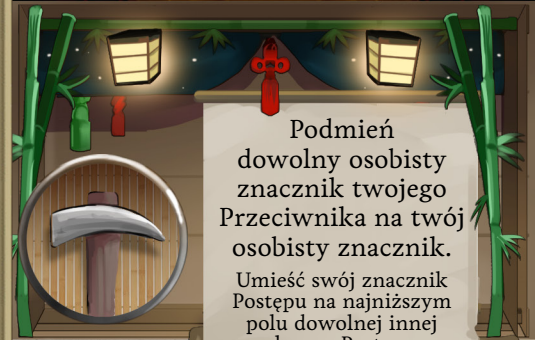 Podmień
dowolny osobisty
znacznik twojego
Przeciwnika na twój
osobisty znacznik.
Umieść swój znacznik
Postępu na najniższym
polu dowolnej innej